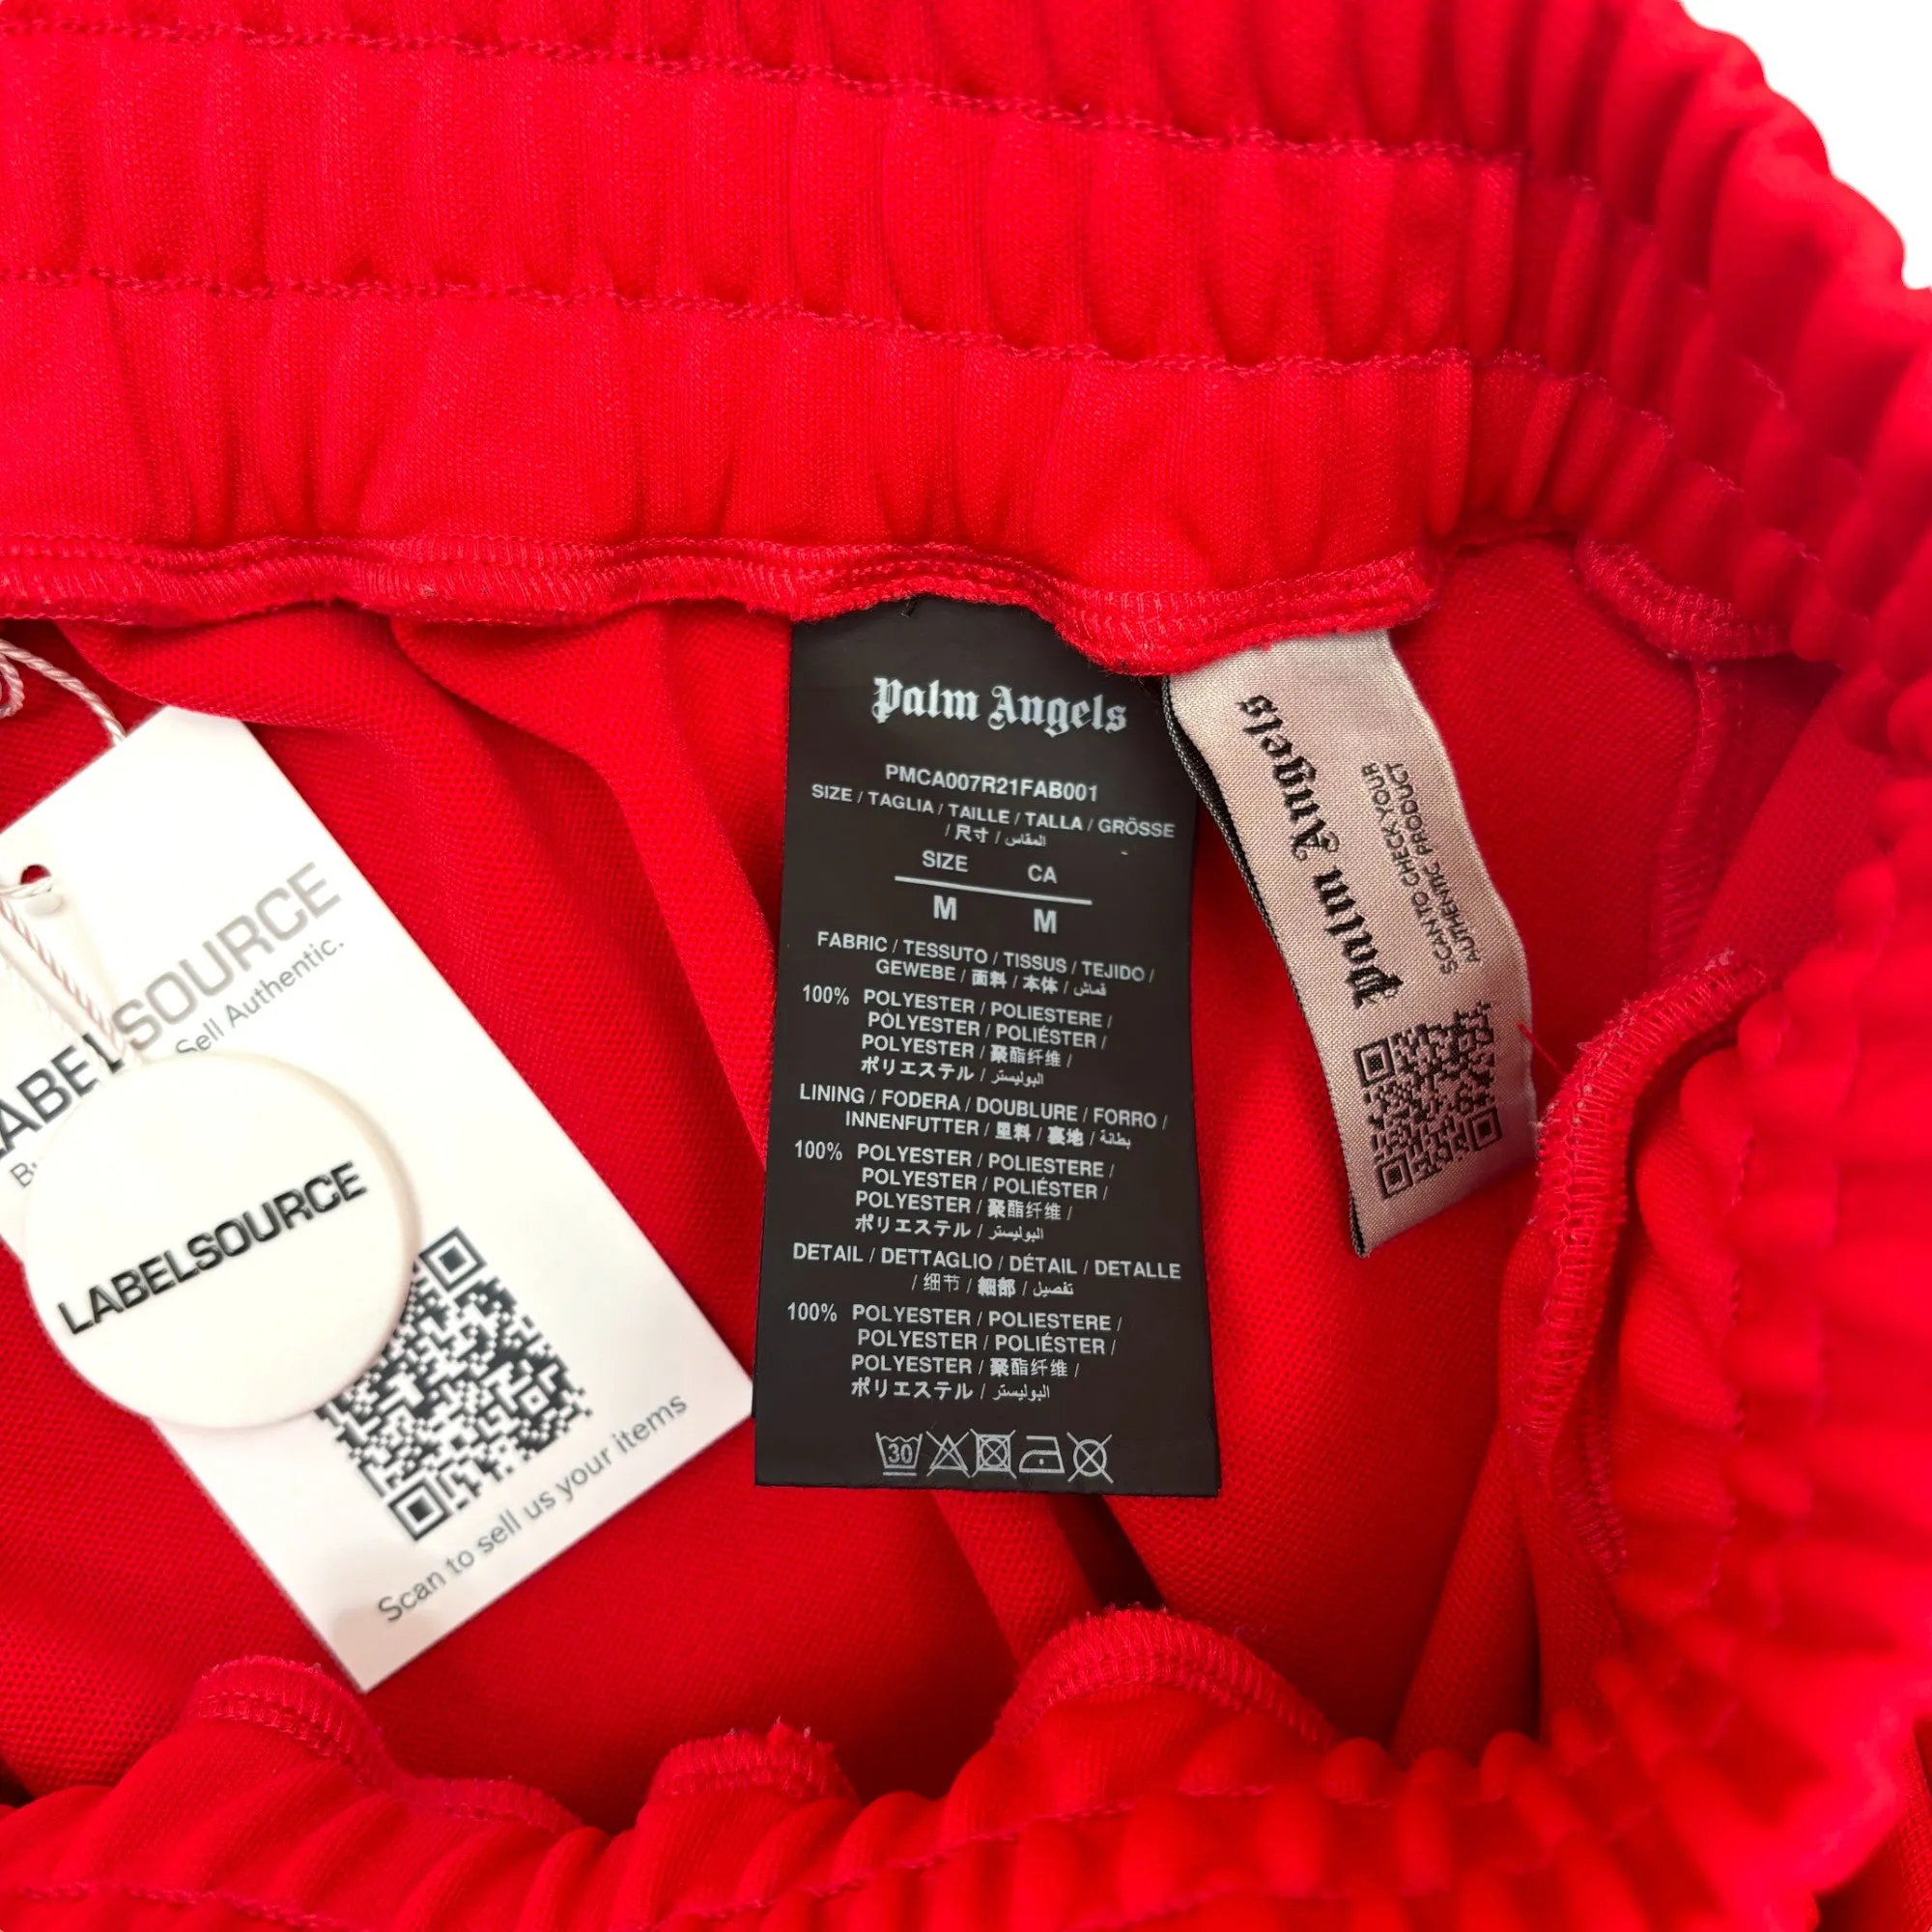 Palm Angels
PMCA007R21FAB001
SIZE / TAGLIA / TAILLE / TALLA / GRÖSSE
/ 尺寸 / المقاس
SIZE CA
M M
FABRIC / TESSUTO / TISSUS / TEJIDO /
GEWEBE / 面料 / 本体 / قماش
100% POLYESTER / POLIESTERE /
POLYESTER / POLIÉSTER /
POLYESTER / 聚酯纤维 /
ポリエステル / البوليستر
LINING / FODERA / DOUBLURE / FORRO /
INNENFUTTER / 里料 / 裏地 / بطانة
100% POLYESTER / POLIESTERE /
POLYESTER / POLIÉSTER /
POLYESTER / 聚酯纤维 /
ポリエステル / البوليستر
DETAIL / DETTAGLIO / DÉTAIL / DETALLE
/ 细节 / 細部 / تفصيل
100% POLYESTER / POLIESTERE /
POLYESTER / POLIÉSTER /
POLYESTER / 聚酯纤维 /
ポリエステル / البوليستر
30
Palm Angels
SCAN TO CHECK YOUR
AUTHENTIC PRODUCT
LABELSOURCE
Sell Authentic.
LABELSOURCE
Scan to sell us your items